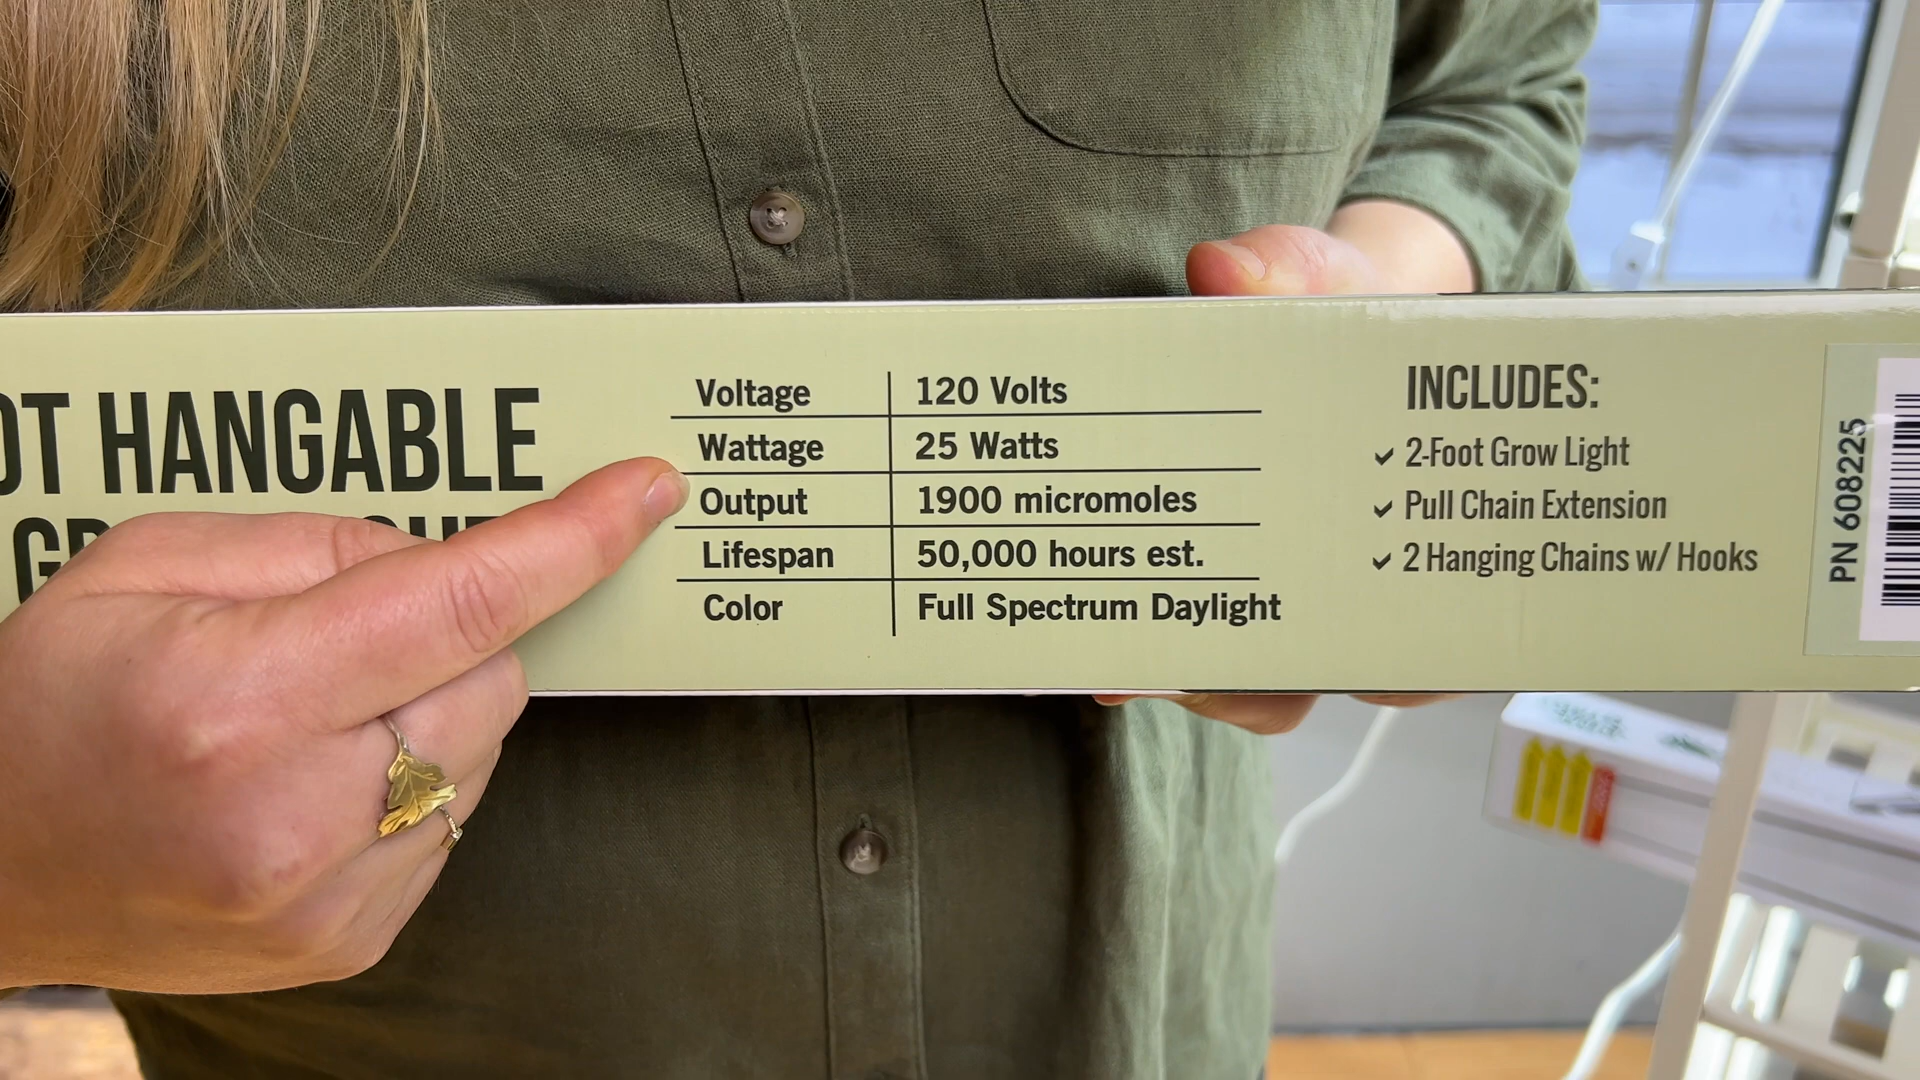 HANGABLE
Voltage 120 Volts
Wattage 25 Watts
Output 1900 micromoles
Lifespan 50,000 hours est.
Color Full Spectrum Daylight
INCLUDES:
✓ 2-Foot Grow Light
✓ Pull Chain Extension
✓ 2 Hanging Chains w/ Hooks
PN 608225